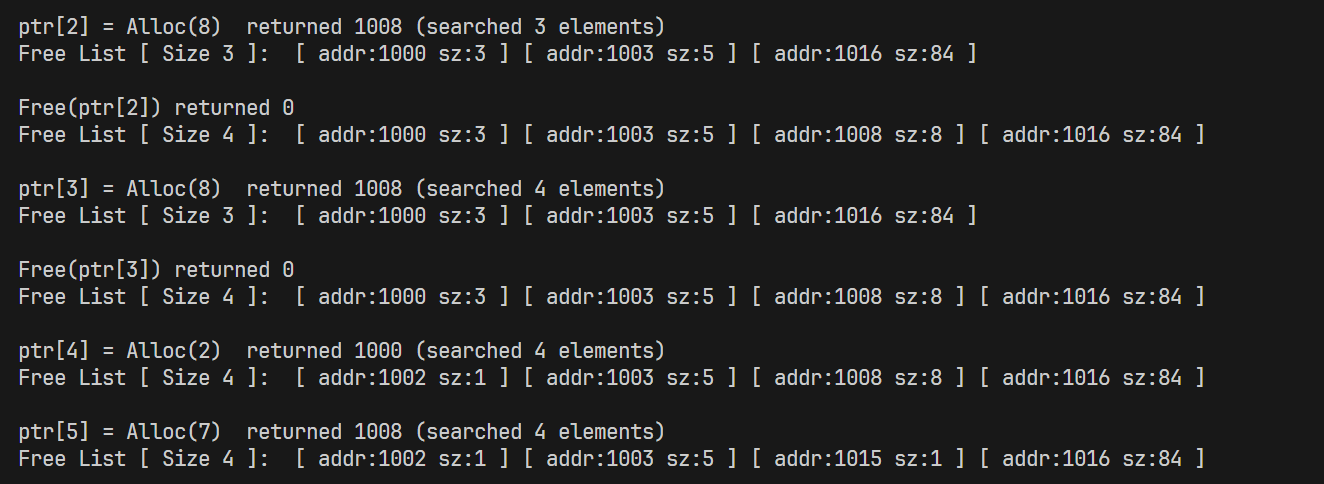 ptr[2] = Alloc(8)  returned 1008 (searched 3 elements)
Free List [ Size 3 ]:  [ addr:1000 sz:3 ] [ addr:1003 sz:5 ] [ addr:1016 sz:84 ]

Free(ptr[2]) returned 0
Free List [ Size 4 ]:  [ addr:1000 sz:3 ] [ addr:1003 sz:5 ] [ addr:1008 sz:8 ] [ addr:1016 sz:84 ]

ptr[3] = Alloc(8)  returned 1008 (searched 4 elements)
Free List [ Size 3 ]:  [ addr:1000 sz:3 ] [ addr:1003 sz:5 ] [ addr:1016 sz:84 ]

Free(ptr[3]) returned 0
Free List [ Size 4 ]:  [ addr:1000 sz:3 ] [ addr:1003 sz:5 ] [ addr:1008 sz:8 ] [ addr:1016 sz:84 ]

ptr[4] = Alloc(2)  returned 1000 (searched 4 elements)
Free List [ Size 4 ]:  [ addr:1002 sz:1 ] [ addr:1003 sz:5 ] [ addr:1008 sz:8 ] [ addr:1016 sz:84 ]

ptr[5] = Alloc(7)  returned 1008 (searched 4 elements)
Free List [ Size 4 ]:  [ addr:1002 sz:1 ] [ addr:1003 sz:5 ] [ addr:1015 sz:1 ] [ addr:1016 sz:84 ]